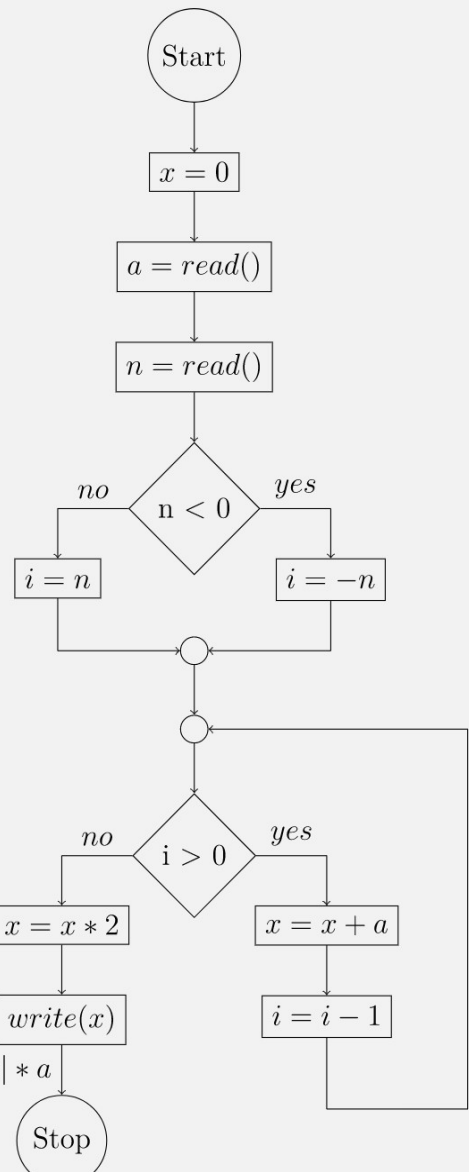 Start
x = 0
a = read()
n = read()
no
n < 0
yes
i = n
i = −n
no
i > 0
yes
x = x ∗ 2
x = x + a
write(x)
i = i − 1
| ∗ a
Stop